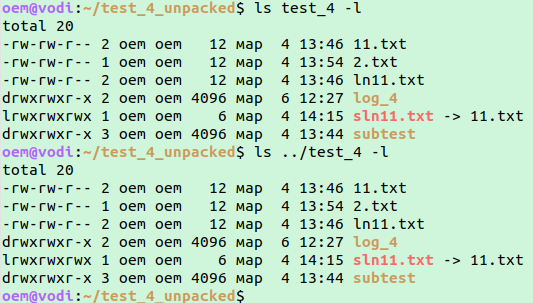 oem@vodi:~/test_4_unpacked$ ls test_4 -l
total 20
-rw-rw-r-- 2 oem oem   12 мар  4 13:46 11.txt
-rw-rw-r-- 1 oem oem   12 мар  4 13:54 2.txt
-rw-rw-r-- 2 oem oem   12 мар  4 13:46 ln11.txt
drwxrwxr-x 2 oem oem 4096 мар  6 12:27 log_4
lrwxrwxrwx 1 oem oem    6 мар  4 14:15 sln11.txt -> 11.txt
drwxrwxr-x 3 oem oem 4096 мар  4 13:44 subtest
oem@vodi:~/test_4_unpacked$ ls ../test_4 -l
total 20
-rw-rw-r-- 2 oem oem   12 мар  4 13:46 11.txt
-rw-rw-r-- 1 oem oem   12 мар  4 13:54 2.txt
-rw-rw-r-- 2 oem oem   12 мар  4 13:46 ln11.txt
drwxrwxr-x 2 oem oem 4096 мар  6 12:27 log_4
lrwxrwxrwx 1 oem oem    6 мар  4 14:15 sln11.txt -> 11.txt
drwxrwxr-x 3 oem oem 4096 мар  4 13:44 subtest
oem@vodi:~/test_4_unpacked$